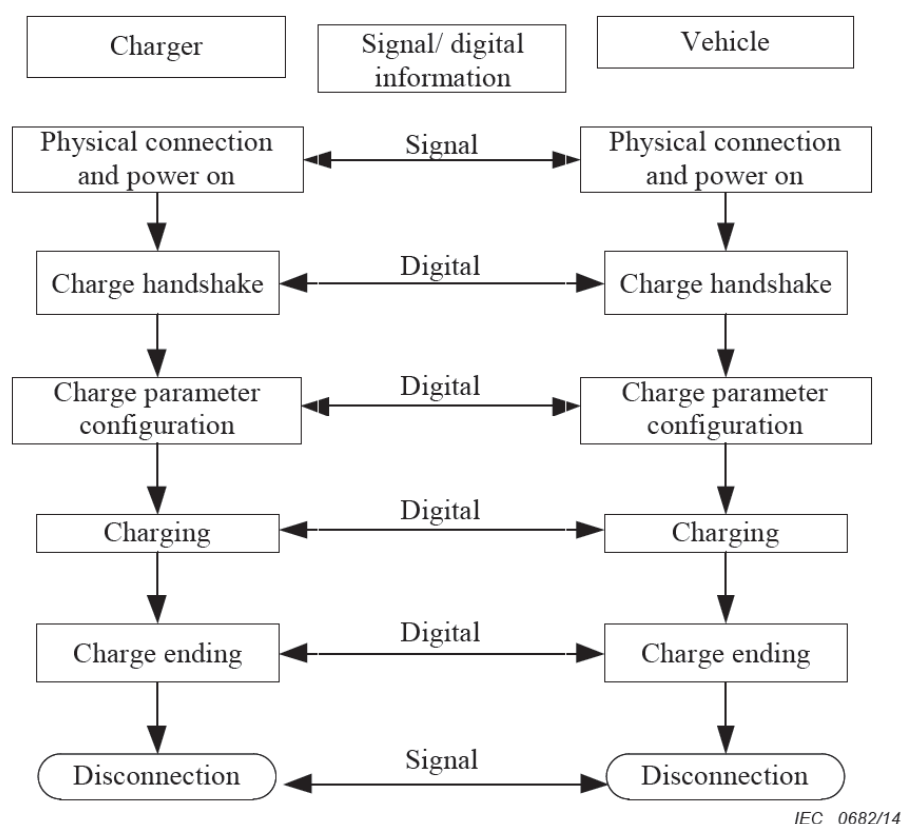 Charger
Signal/ digital
information
Vehicle
Physical connection
and power on
Signal
Physical connection
and power on
Charge handshake
Digital
Charge handshake
Charge parameter
configuration
Digital
Charge parameter
configuration
Charging
Digital
Charging
Charge ending
Digital
Charge ending
Disconnection
Signal
Disconnection
IEC 0682/14